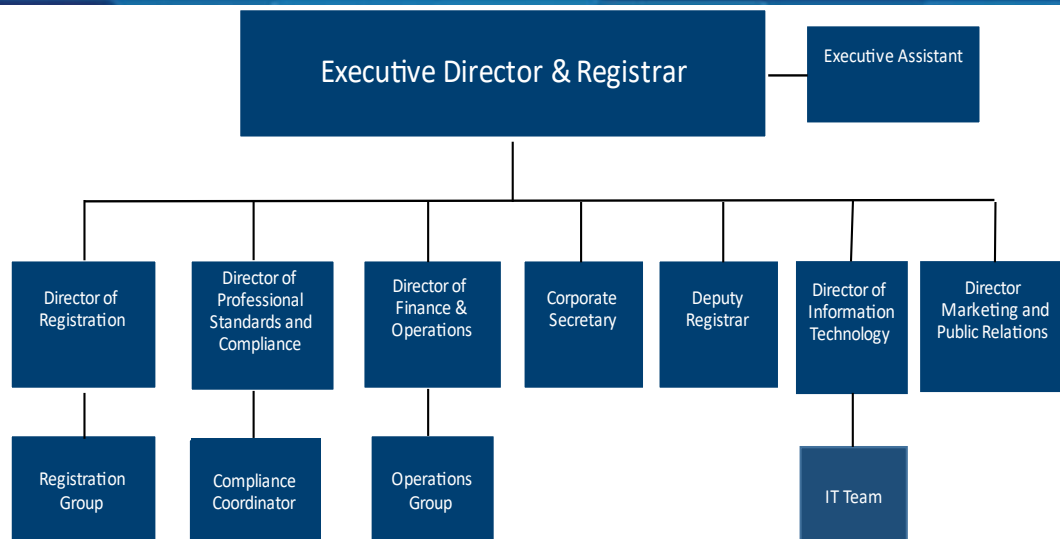 Executive Director & Registrar
Executive Assistant
Director of
Registration
Director of
Professional
Standards and
Compliance
Director of
Finance &
Operations
Corporate
Secretary
Deputy
Registrar
Director of
Information
Technology
Director
Marketing and
Public Relations
Registration
Group
Compliance
Coordinator
Operations
Group
IT Team